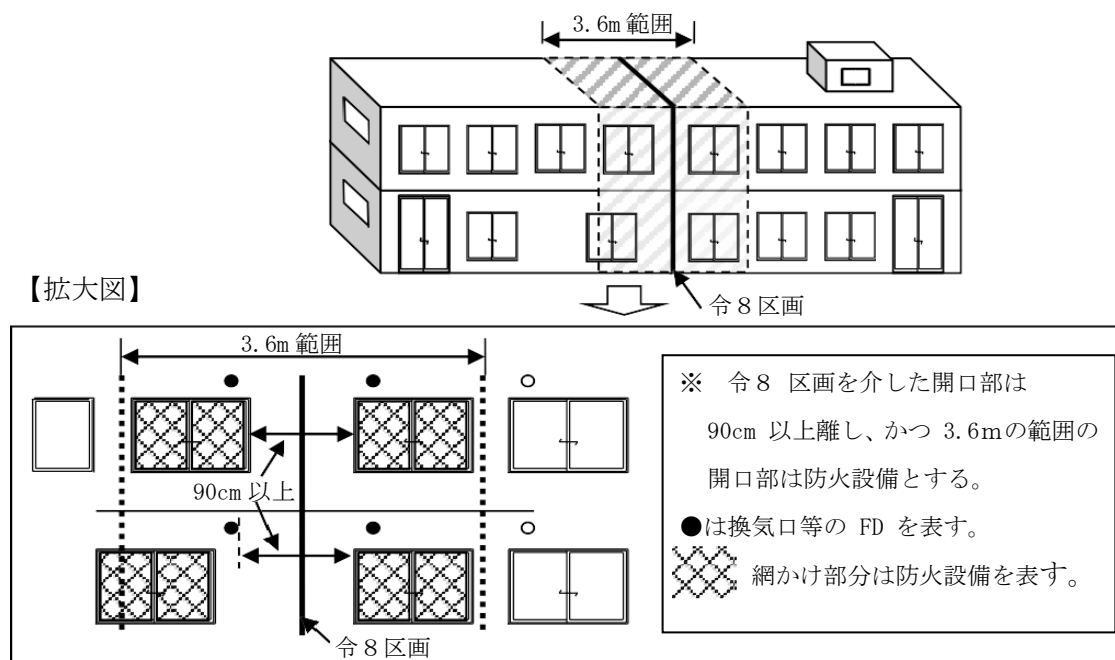 3.6m 範囲
令８区画
【拡大図】
3.6m 範囲
90cm 以上
令８区画
※ 令８ 区画を介した開口部は
90cm 以上離し、かつ 3.6ｍの範囲の
開口部は防火設備とする。
●は換気口等の FD を表す。
網かけ部分は防火設備を表す。